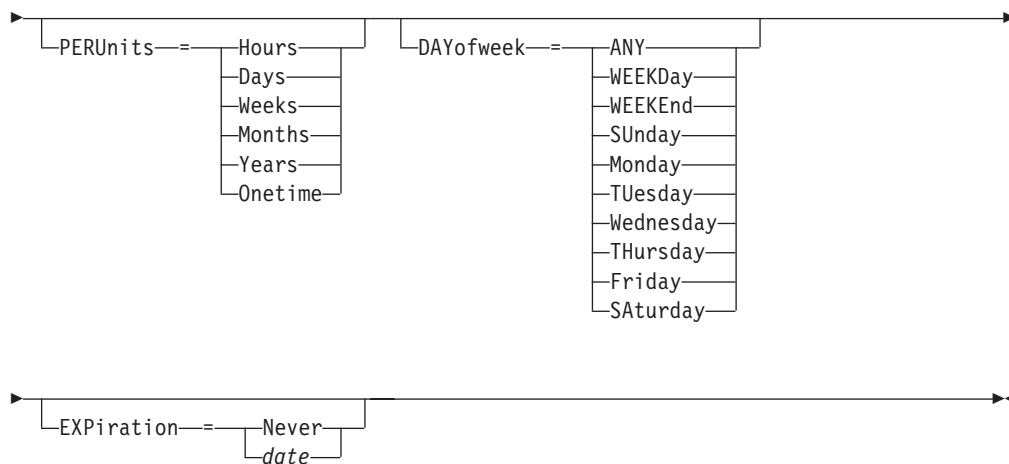 PERUnits = Hours
Days
Weeks
Months
Years
Onetime
DAYofweek = ANY
WEEKDay
WEEKEnd
SUnday
Monday
TUesday
Wednesday
THursday
Friday
SAturday
EXPiration = Never
date